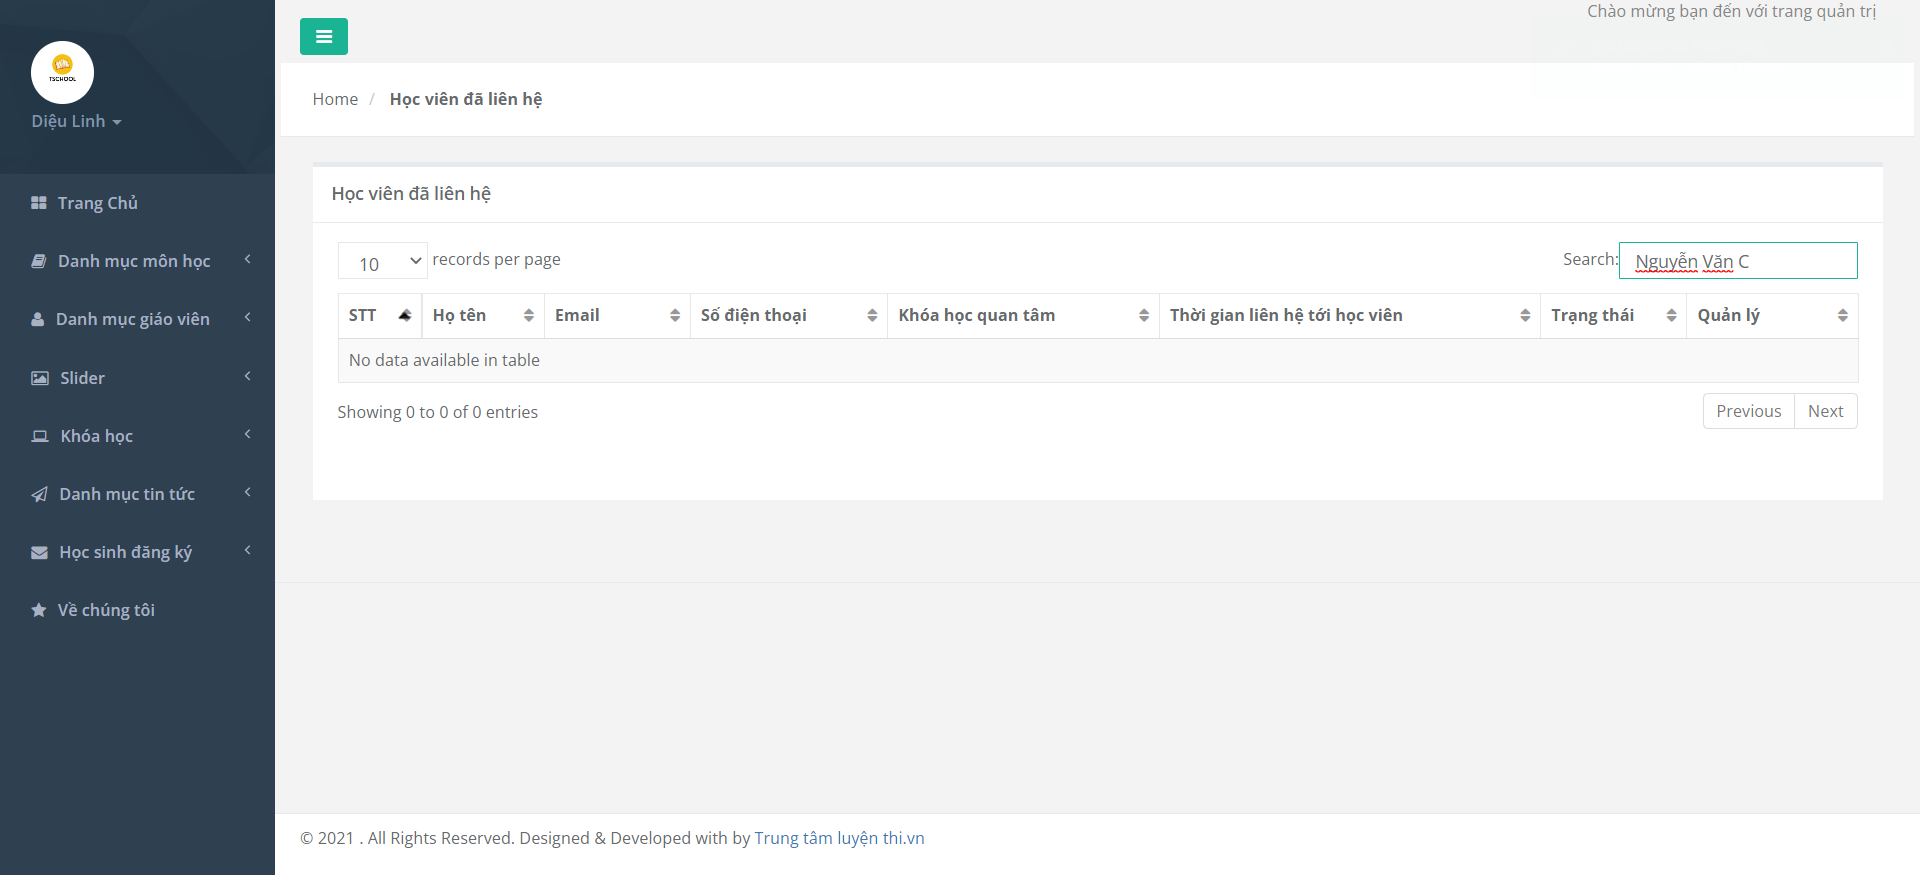 Chào mừng bạn đến với trang quản trị
TSCHOOL
Diệu Linh
Trang Chủ
Danh mục môn học
Danh mục giáo viên
Slider
Khóa học
Danh mục tin tức
Học sinh đăng ký
Về chúng tôi
Home / Học viên đã liên hệ
Học viên đã liên hệ
10 records per page
Search: Nguyễn Văn C
STT Họ tên Email Số điện thoại Khóa học quan tâm Thời gian liên hệ tới học viên Trạng thái Quản lý
No data available in table
Showing 0 to 0 of 0 entries
Previous Next
© 2021 . All Rights Reserved. Designed & Developed with by Trung tâm luyện thi.vn